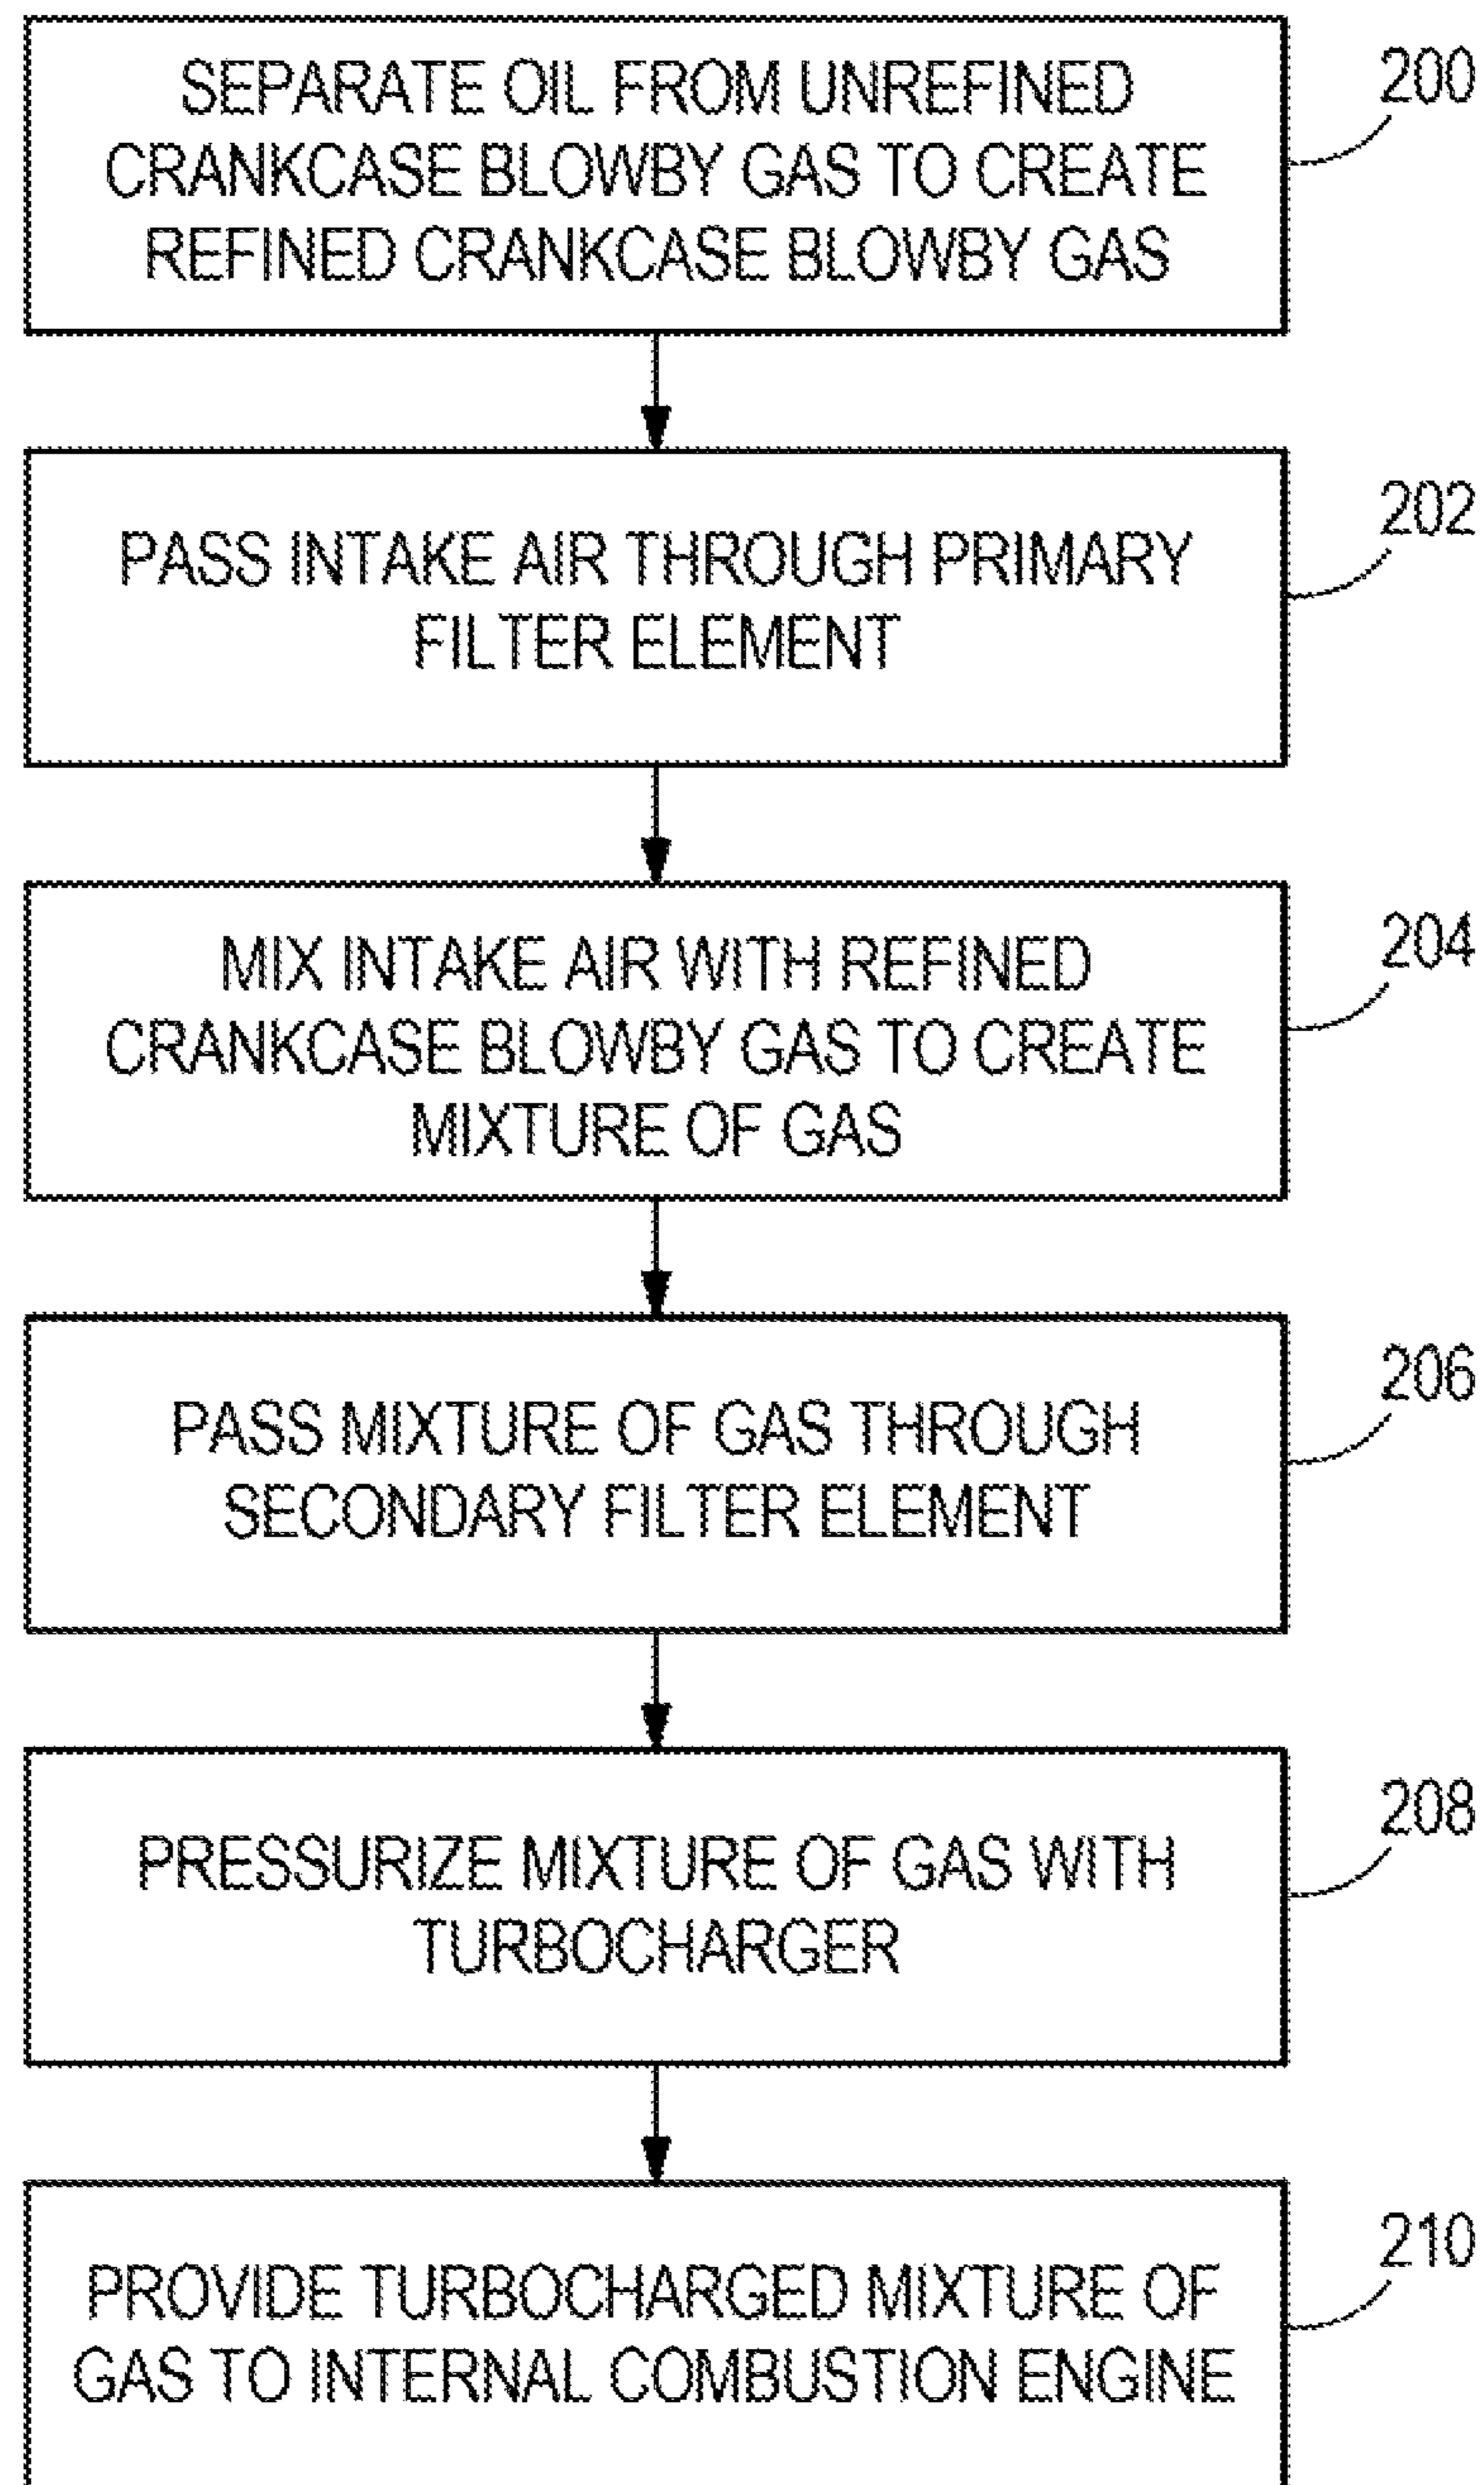 SEPARATE OIL FROM UNREFINED
CRANKCASE BLOWBY GAS TO CREATE
REFINED CRANKCASE BLOWBY GAS
200
PASS INTAKE AIR THROUGH PRIMARY
FILTER ELEMENT
202
MIX INTAKE AIR WITH REFINED
CRANKCASE BLOWBY GAS TO CREATE
MIXTURE OF GAS
204
PASS MIXTURE OF GAS THROUGH
SECONDARY FILTER ELEMENT
206
PRESSURIZE MIXTURE OF GAS WITH
TURBOCHARGER
208
PROVIDE TURBOCHARGED MIXTURE OF
GAS TO INTERNAL COMBUSTION ENGINE
210